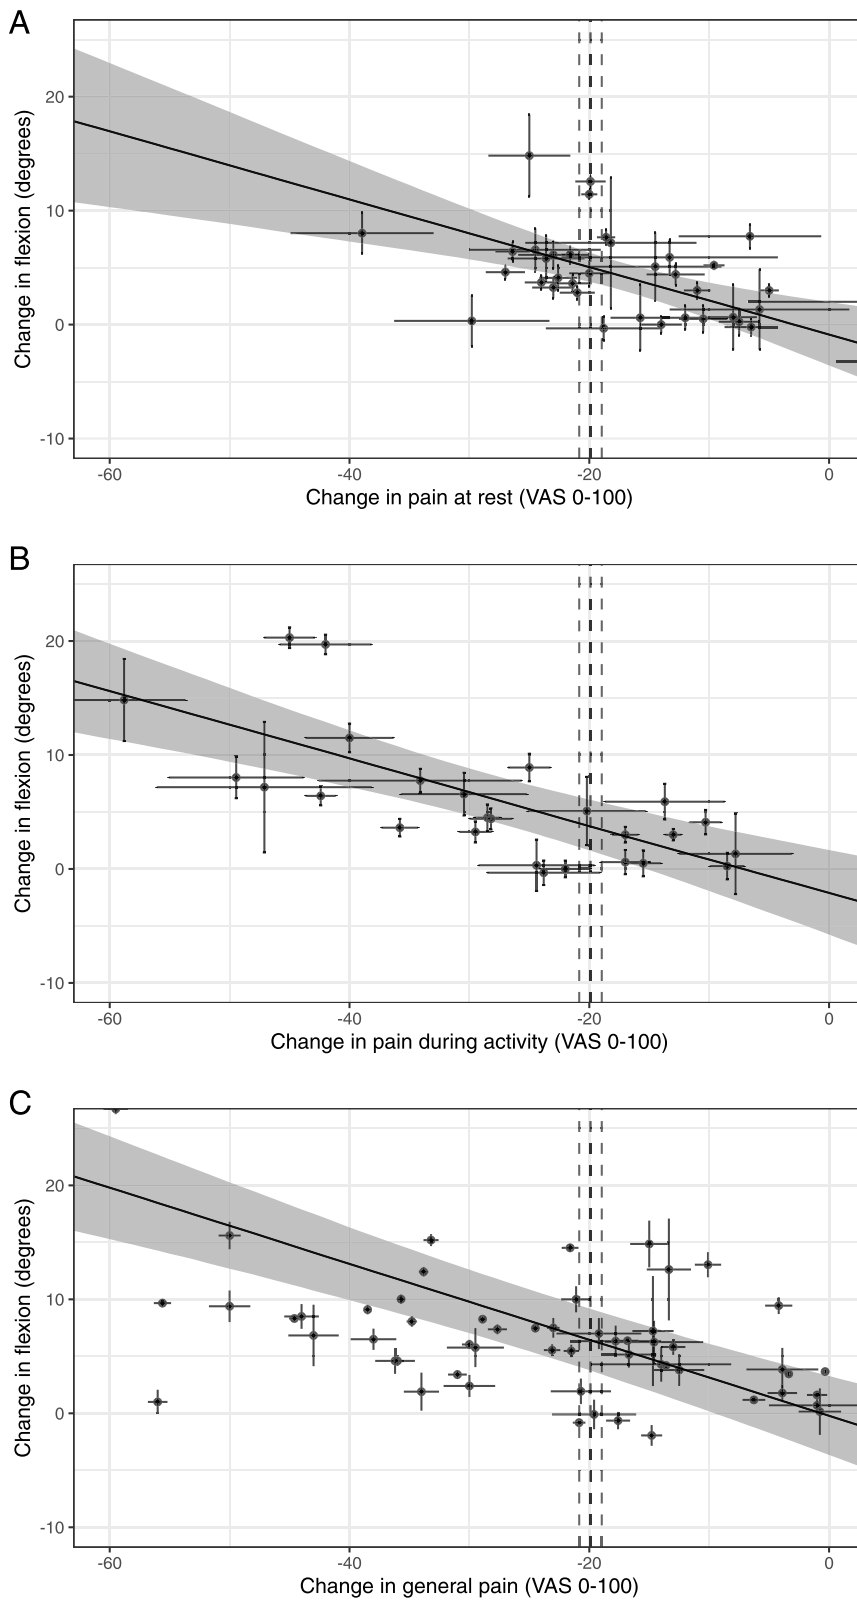 A
Change in flexion (degrees)
20
10
0
-10
-60 -40 -20 0
Change in pain at rest (VAS 0-100)
B
Change in flexion (degrees)
20
10
0
-10
-60 -40 -20 0
Change in pain during activity (VAS 0-100)
C
Change in flexion (degrees)
20
10
0
-10
-60 -40 -20 0
Change in general pain (VAS 0-100)